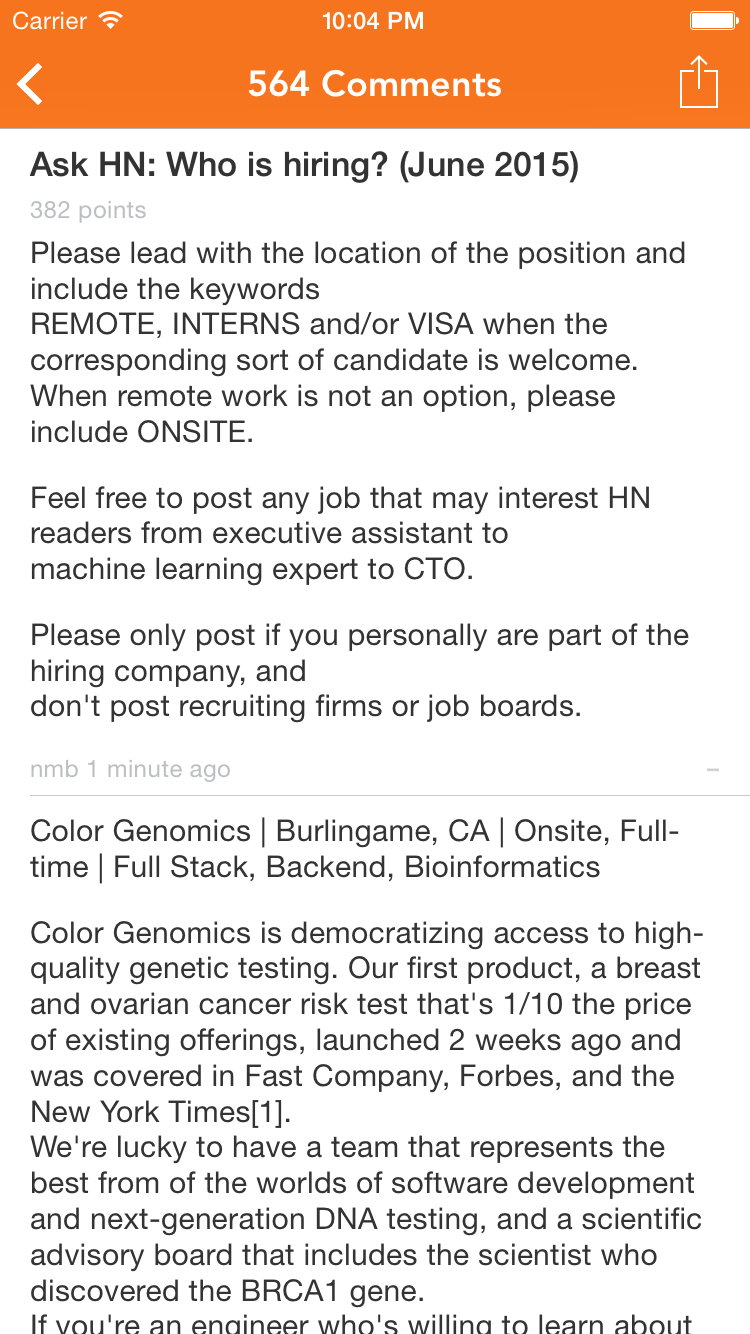 Carrier 10:04 PM
564 Comments
Ask HN: Who is hiring? (June 2015)
382 points
Please lead with the location of the position and
include the keywords
REMOTE, INTERNS and/or VISA when the
corresponding sort of candidate is welcome.
When remote work is not an option, please
include ONSITE.
Feel free to post any job that may interest HN
readers from executive assistant to
machine learning expert to CTO.
Please only post if you personally are part of the
hiring company, and
don't post recruiting firms or job boards.
nmb 1 minute ago –
Color Genomics | Burlingame, CA | Onsite, Full-
time | Full Stack, Backend, Bioinformatics
Color Genomics is democratizing access to high-
quality genetic testing. Our first product, a breast
and ovarian cancer risk test that's 1/10 the price
of existing offerings, launched 2 weeks ago and
was covered in Fast Company, Forbes, and the
New York Times[1].
We're lucky to have a team that represents the
best from of the worlds of software development
and next-generation DNA testing, and a scientific
advisory board that includes the scientist who
discovered the BRCA1 gene.
If you're an engineer who's willing to learn about